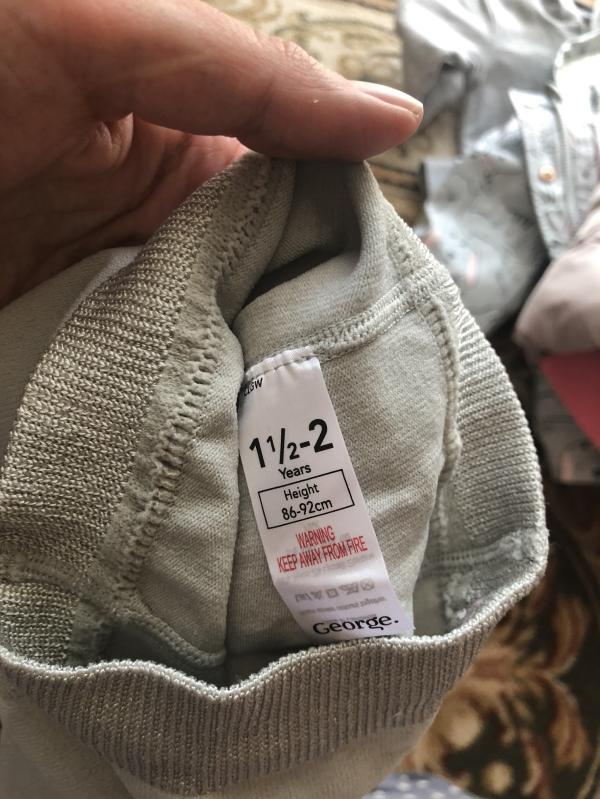 1½-2
Years
Height
86-92cm
WARNING
KEEP AWAY FROM FIRE
George.